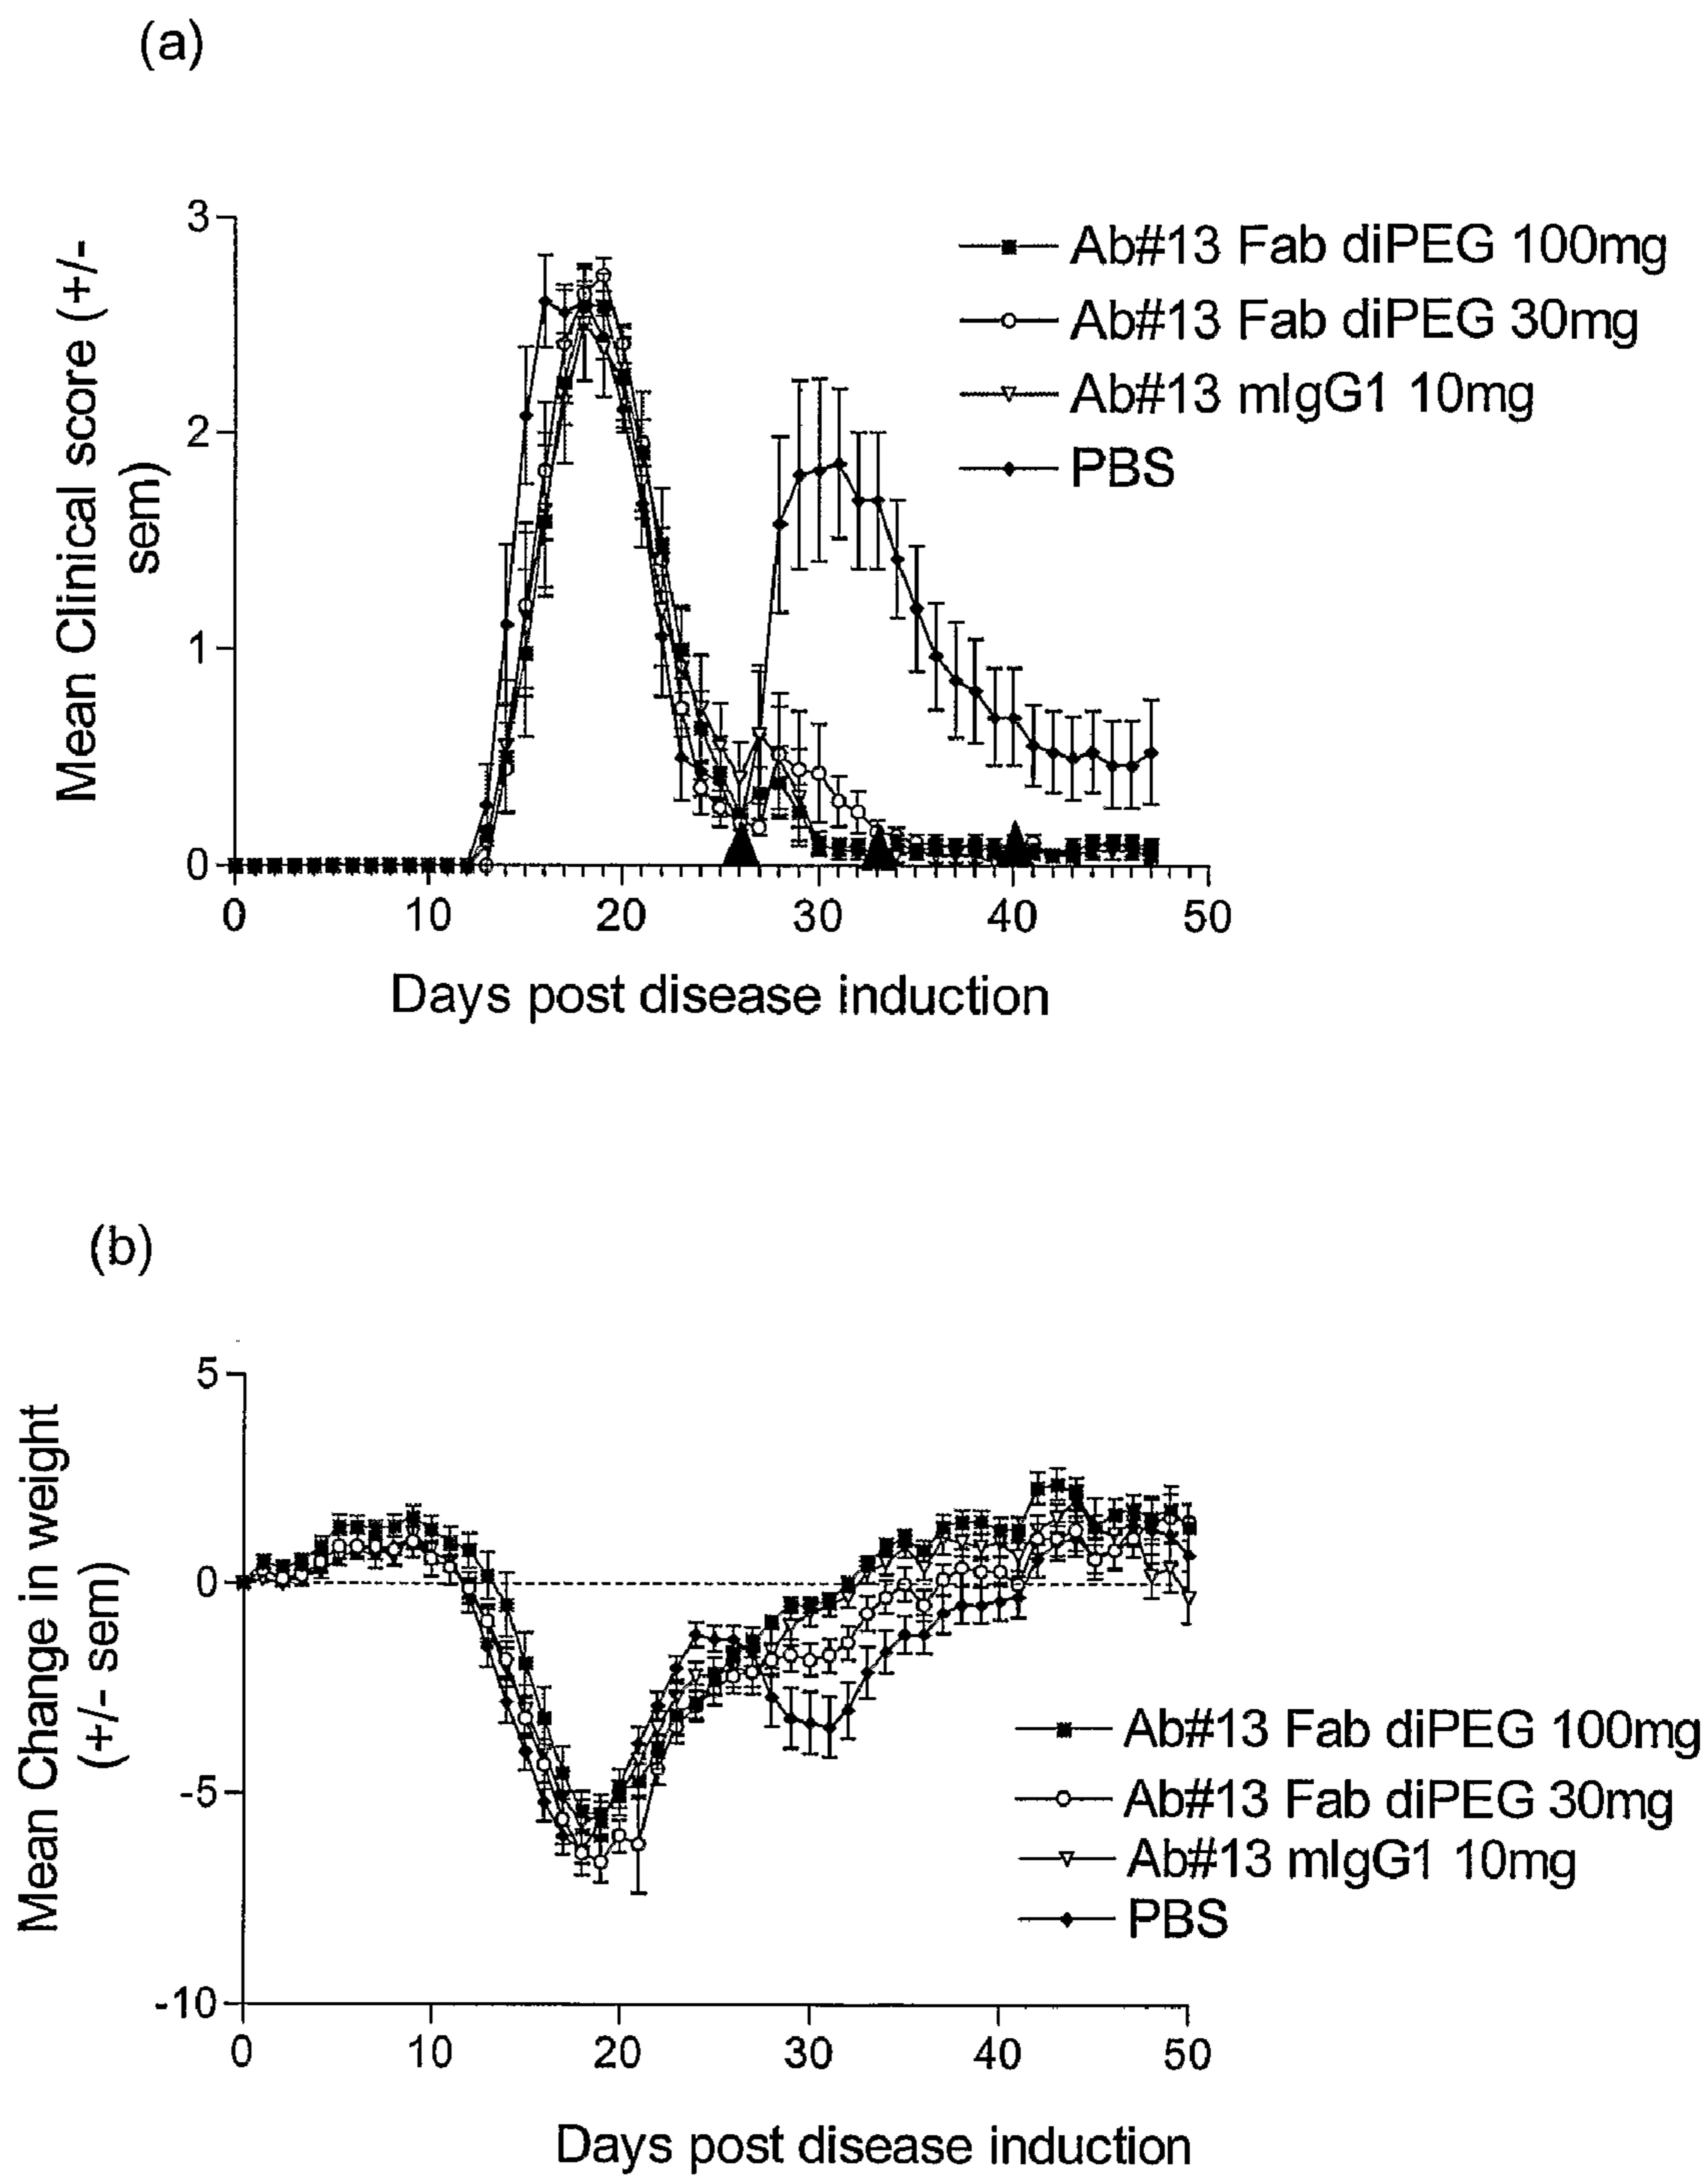 (a)
3
2
1
0
Mean Clinical score (+/-
sem)
Ab#13 Fab diPEG 100mg
Ab#13 Fab diPEG 30mg
Ab#13 mIgG1 10mg
PBS
0 10 20 30 40 50
Days post disease induction
(b)
5
0
-5
-10
Mean Change in weight
(+/- sem)
Ab#13 Fab diPEG 100mg
Ab#13 Fab diPEG 30mg
Ab#13 mIgG1 10mg
PBS
0 10 20 30 40 50
Days post disease induction